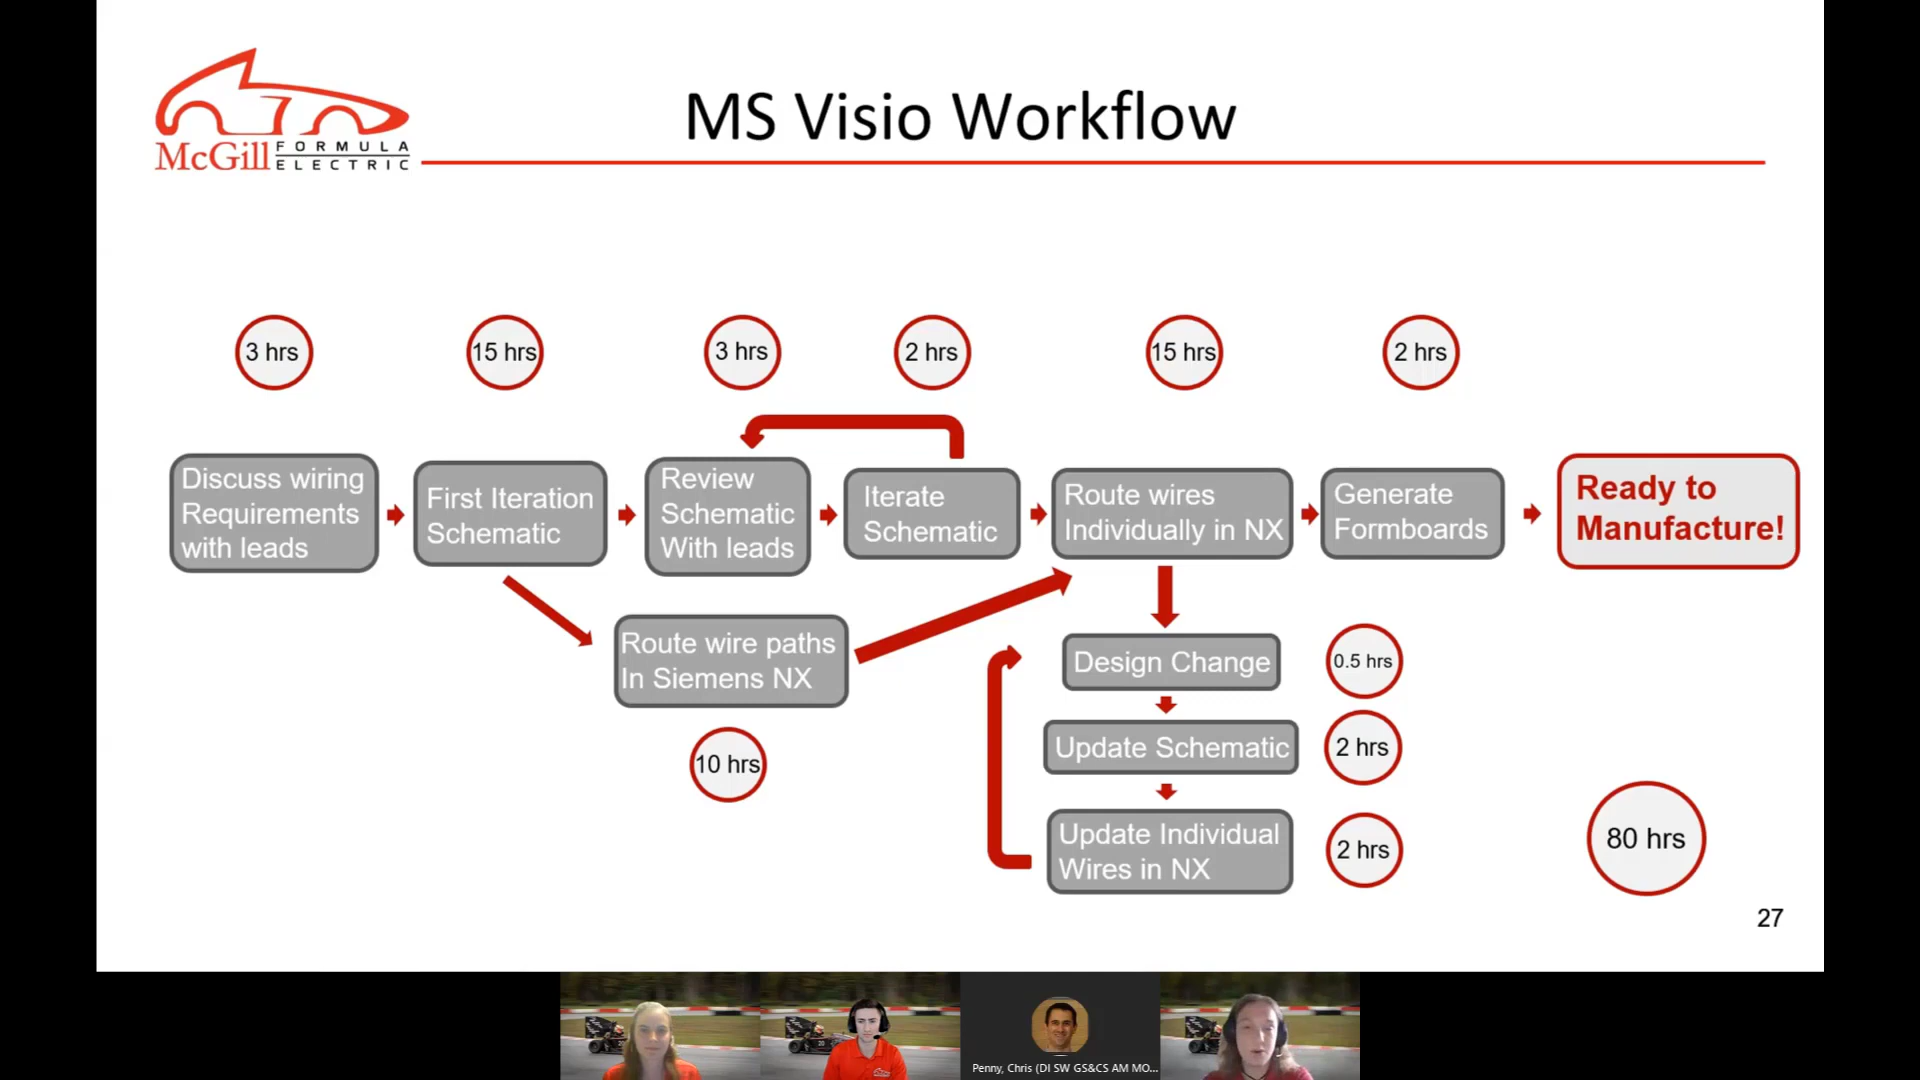 MS Visio Workflow
McGill FORMULA
ELECTRIC
3 hrs
15 hrs
3 hrs
2 hrs
15 hrs
2 hrs
Discuss wiring
Requirements
with leads
First Iteration
Schematic
Review
Schematic
With leads
Iterate
Schematic
Route wires
Individually in NX
Generate
Formboards
Ready to
Manufacture!
Route wire paths
In Siemens NX
10 hrs
Design Change
0.5 hrs
Update Schematic
2 hrs
Update Individual
Wires in NX
2 hrs
80 hrs
27
Penny, Chris (DI SW GS&CS AM MO...